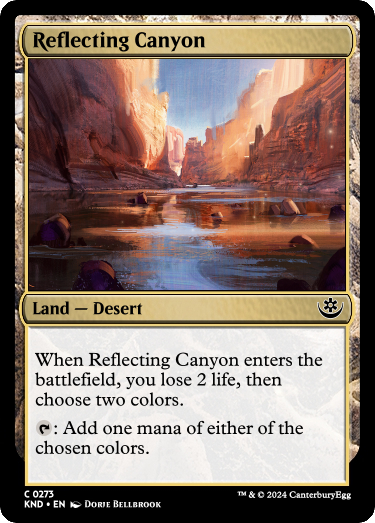 Reflecting Canyon
Land — Desert
When Reflecting Canyon enters the
battlefield, you lose 2 life, then
choose two colors.
: Add one mana of either of the
chosen colors.
C 0273
KND • EN Dorje Bellbrook
™ & © 2024 CanterburyEgg